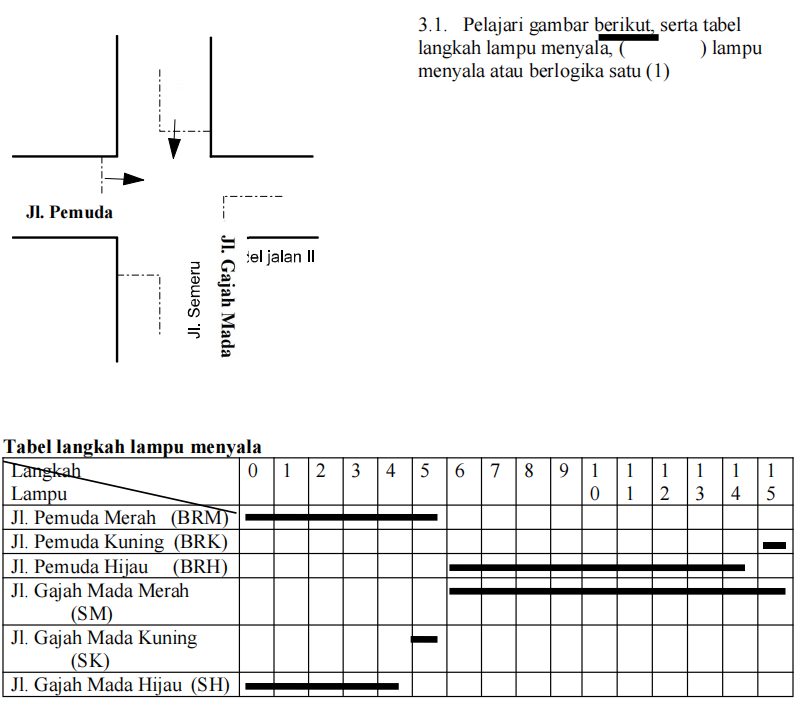 3.1. Pelajari gambar berikut, serta tabel
langkah lampu menyala, ( ) lampu
menyala atau berlogika satu (1)
Jl. Pemuda
Jl. Semeru
Jl. Gajah Mada
el jalan II
Tabel langkah lampu menyala
Langkah 0 1 2 3 4 5 6 7 8 9 10 11 12 13 14 15
Lampu
Jl. Pemuda Merah (BRM)
Jl. Pemuda Kuning (BRK)
Jl. Pemuda Hijau (BRH)
Jl. Gajah Mada Merah
(SM)
Jl. Gajah Mada Kuning
(SK)
Jl. Gajah Mada Hijau (SH)